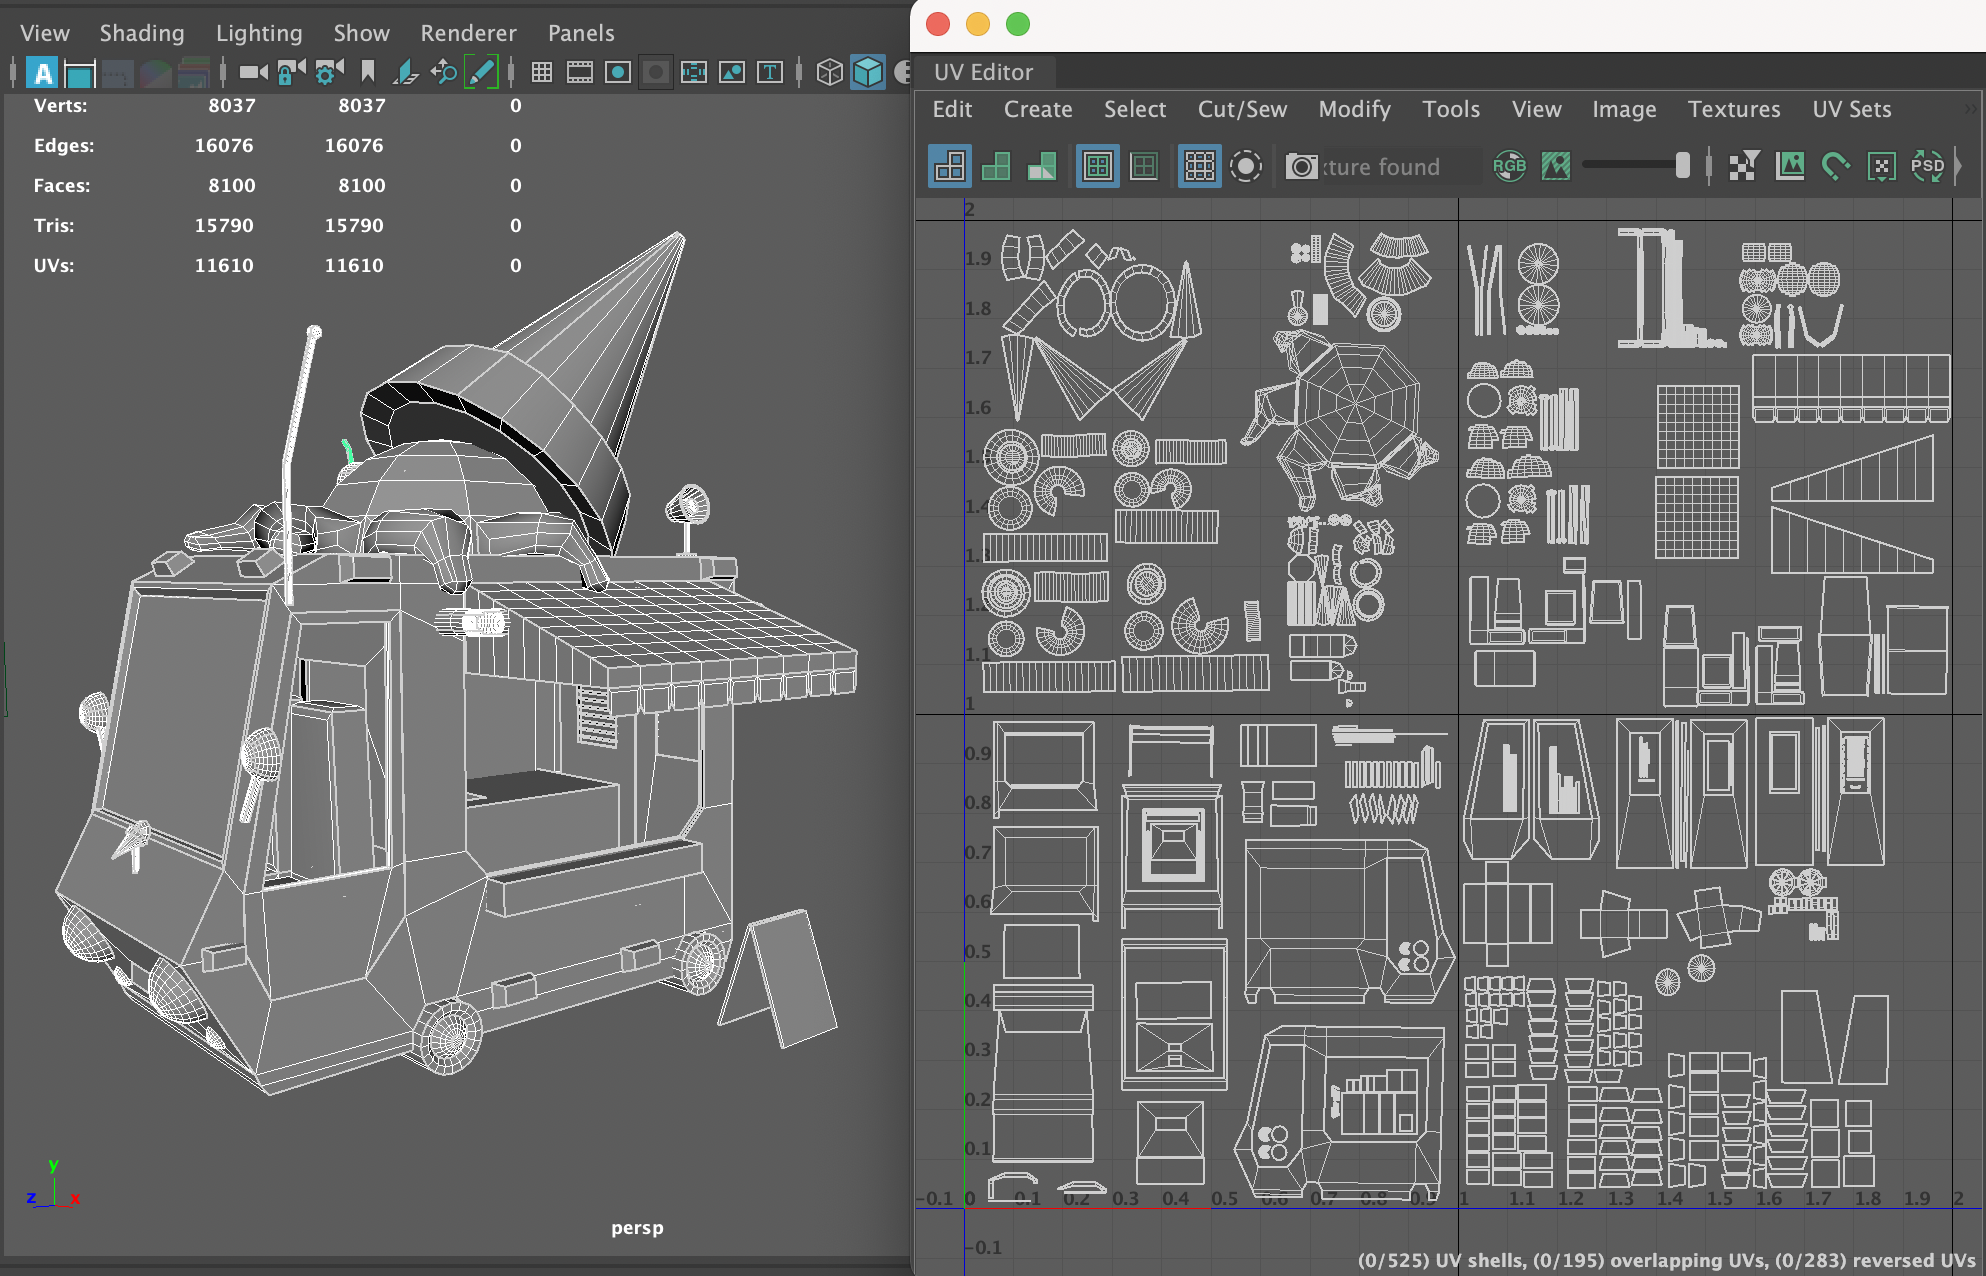 View Shading Lighting Show Renderer Panels
A
T
Verts: 8037 8037 0
Edges: 16076 16076 0
Faces: 8100 8100 0
Tris: 15790 15790 0
UVs: 11610 11610 0
y
z x
persp
UV Editor
Edit Create Select Cut/Sew Modify Tools View Image Textures UV Sets »
ture found RGB PSD
2
1.9
1.8
1.7
1.6
1.4
1.3
1.2
1.1
1
0.9
0.8
0.7
0.6
0.5
0.4
0.3
0.2
0.1
-0.1 0 0.1 0.2 0.3 0.4 0.5 0.6 0.7 0.8 0.9 1 1.1 1.2 1.3 1.4 1.5 1.6 1.7 1.8 1.9 2
-0.1
(0/525) UV shells, (0/195) overlapping UVs, (0/283) reversed UVs